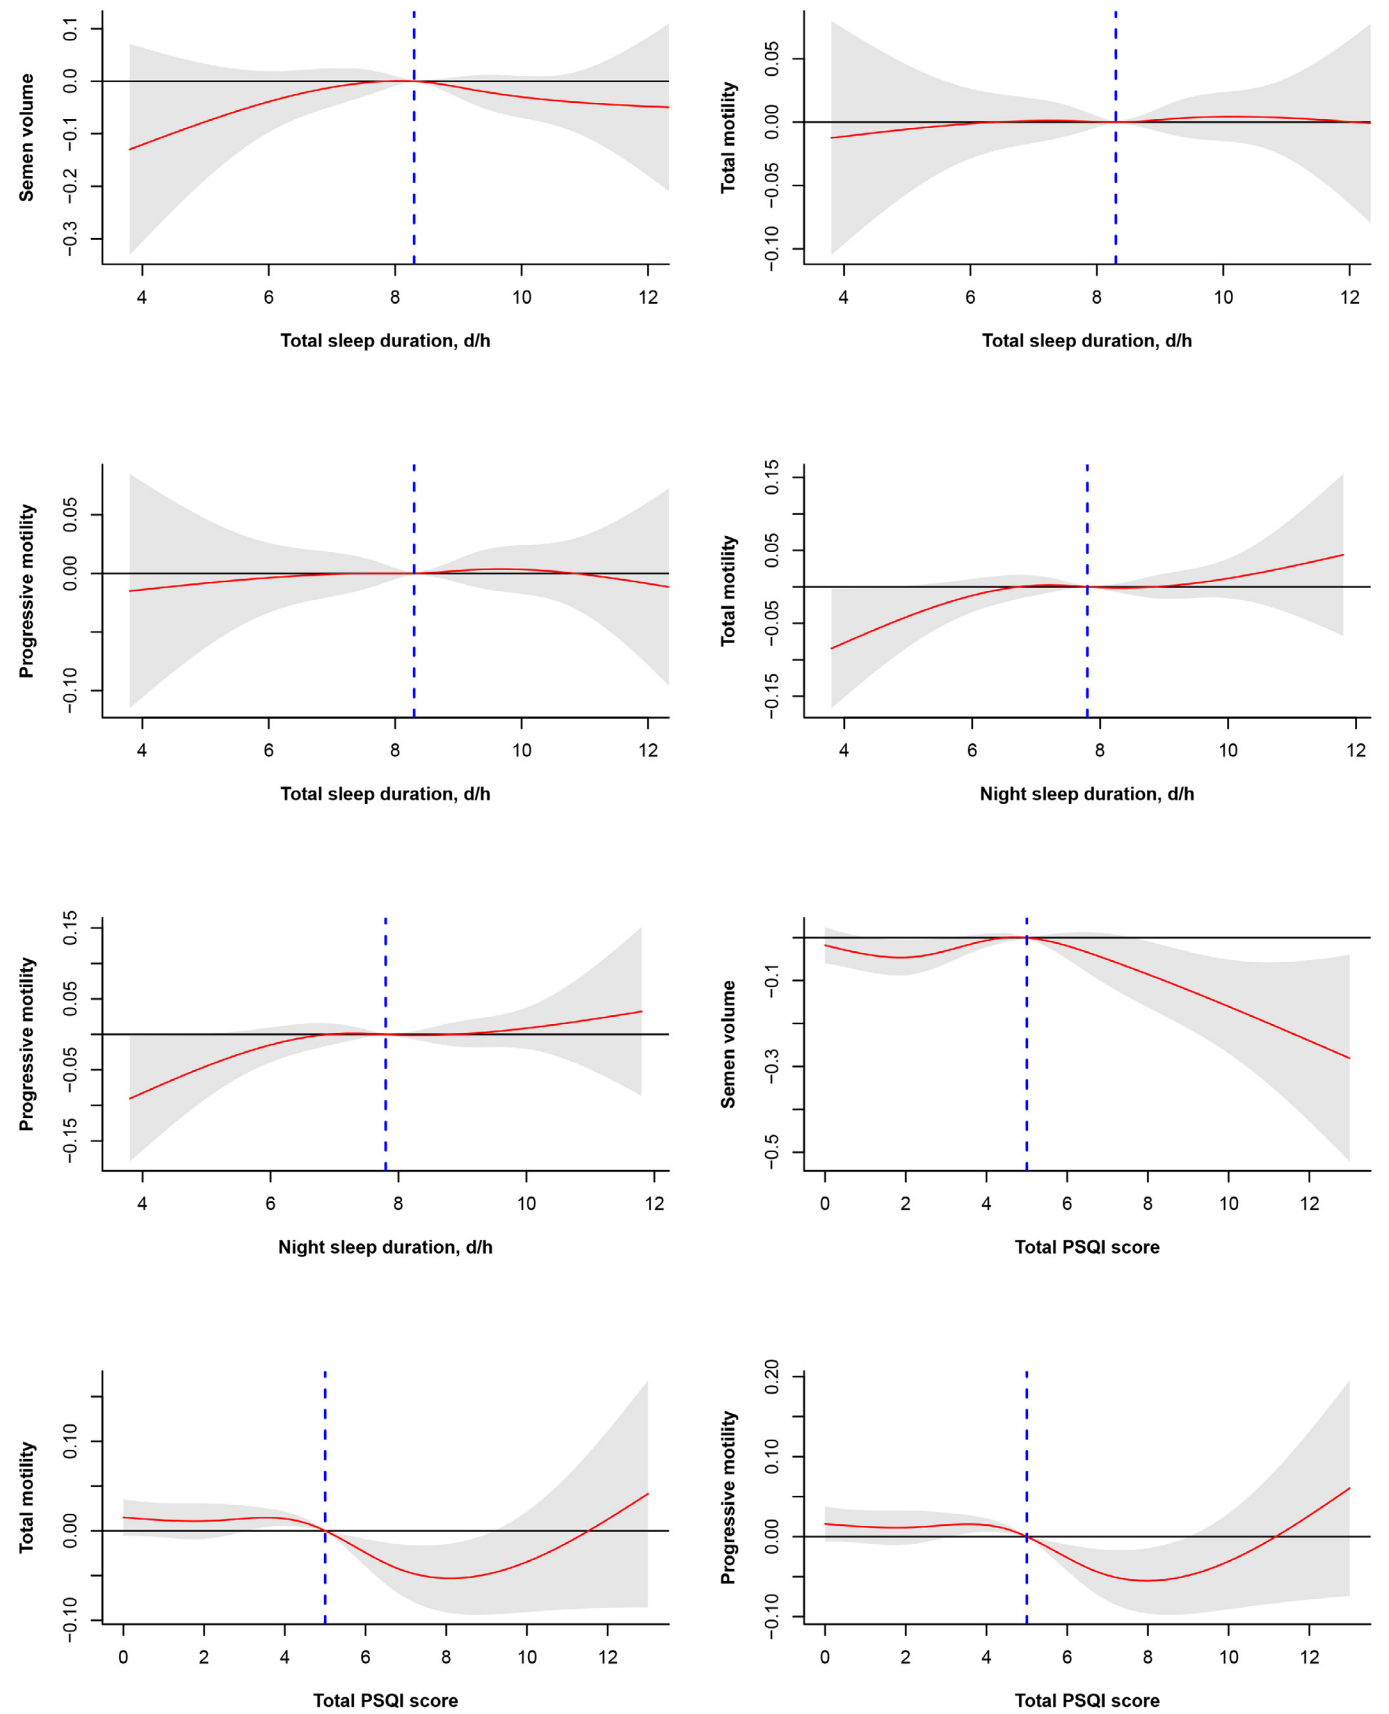 Semen volume
0.1
0.0
−0.1
−0.2
−0.3
4 6 8 10 12
Total sleep duration, d/h
Total motility
0.05
0.00
−0.05
−0.10
4 6 8 10 12
Total sleep duration, d/h
Progressive motility
0.05
0.00
−0.10
4 6 8 10 12
Total sleep duration, d/h
Total motility
0.15
0.05
−0.05
−0.15
4 6 8 10 12
Night sleep duration, d/h
Progressive motility
0.15
0.05
−0.05
−0.15
4 6 8 10 12
Night sleep duration, d/h
Semen volume
−0.1
−0.3
−0.5
0 2 4 6 8 10 12
Total PSQI score
Total motility
0.10
0.00
−0.10
0 2 4 6 8 10 12
Total PSQI score
Progressive motility
0.20
0.10
0.00
−0.10
0 2 4 6 8 10 12
Total PSQI score